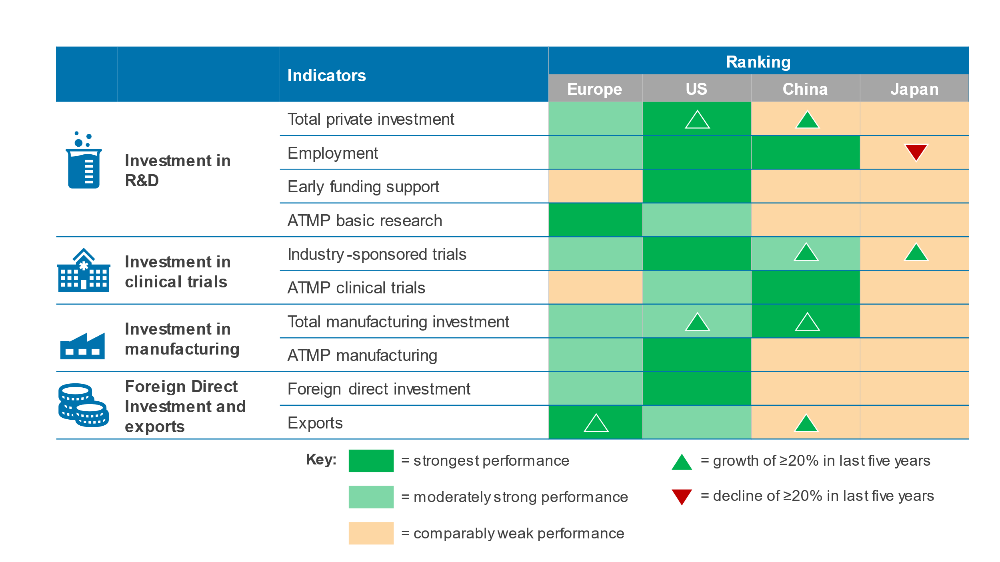 Indicators
Ranking
Europe US China Japan
Investment in
R&D
Total private investment
Employment
Early funding support
ATMP basic research
Investment in
clinical trials
Industry-sponsored trials
ATMP clinical trials
Investment in
manufacturing
Total manufacturing investment
ATMP manufacturing
Foreign Direct
Investment and
exports
Foreign direct investment
Exports
Key:
= strongest performance
= moderately strong performance
= comparably weak performance
= growth of ≥20% in last five years
= decline of ≥20% in last five years